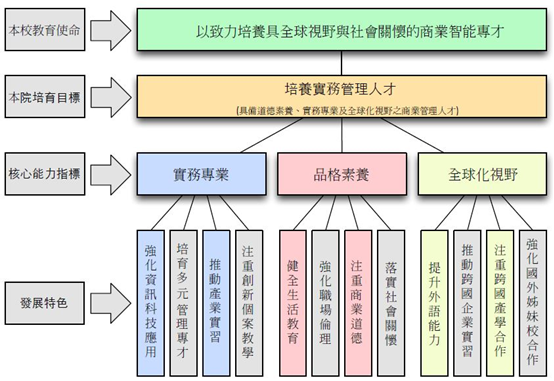 本校教育使命
以致力培養具全球視野與社會關懷的商業智能專才
本院培育目標
培養實務管理人才
(具備道德素養、實務專業及全球化視野之商業管理人才)
核心能力指標
實務專業
品格素養
全球化視野
發展特色
強化資訊科技應用
培育多元管理專才
推動產業實習
注重創新個案教學
健全生活教育
強化職場倫理
注重商業道德
落實社會關懷
提升外語能力
推動跨國企業實習
注重跨國產學合作
強化國外姊妹校合作